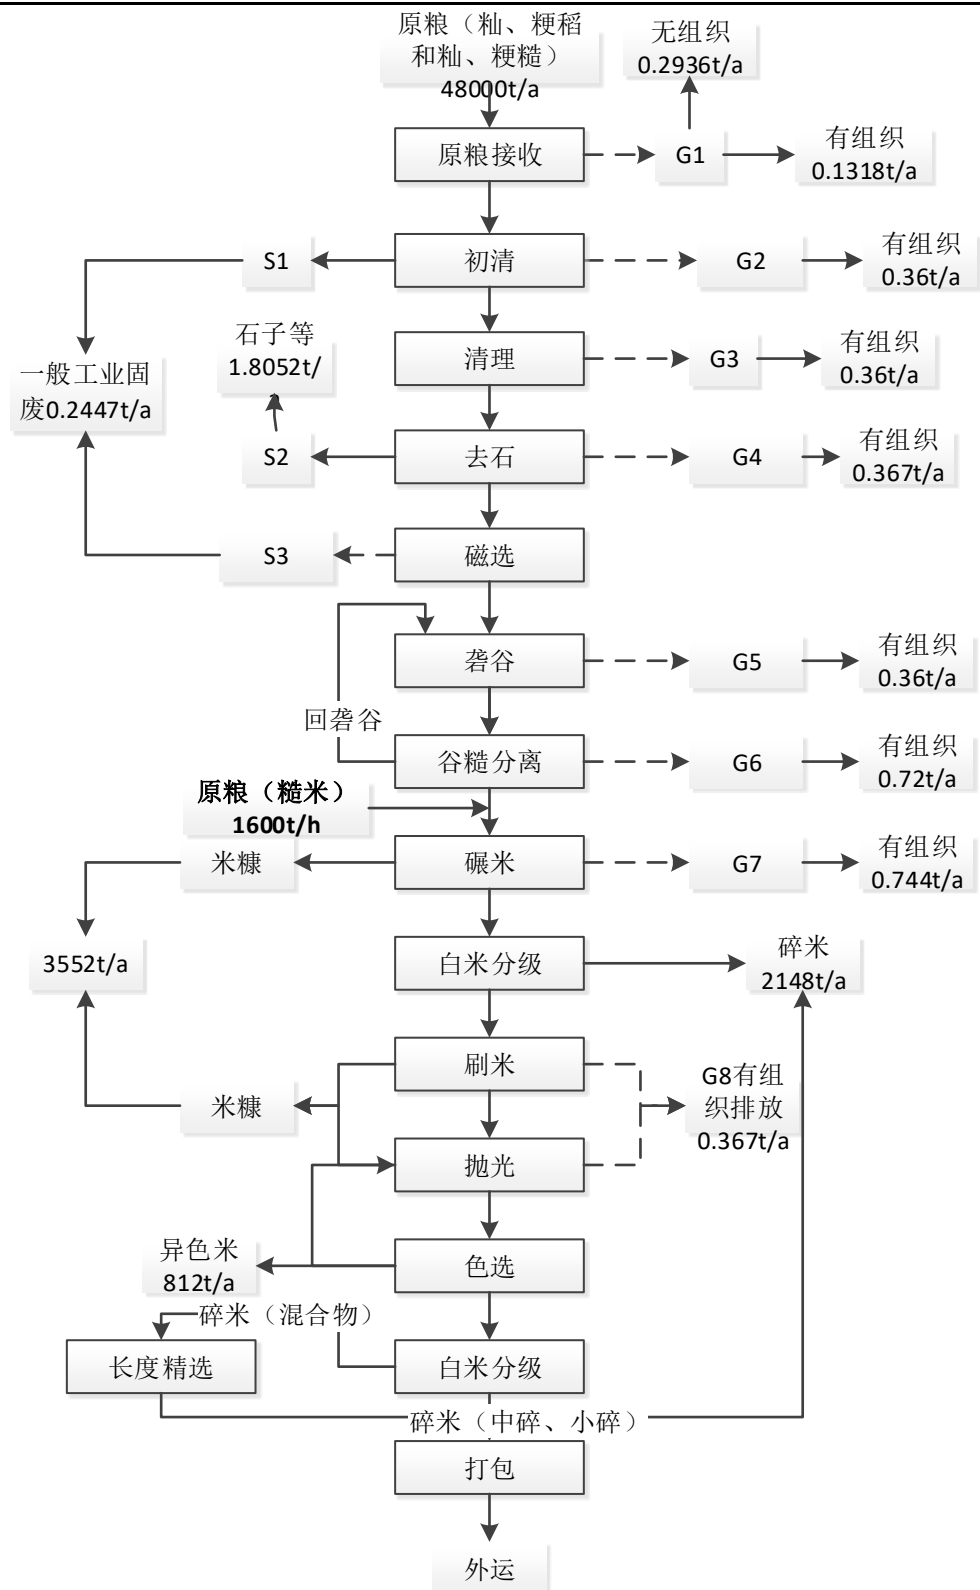 原粮（籼、粳稻
和籼、粳糙）
48000t/a
无组织
0.2936t/a
原粮接收
G1
有组织
0.1318t/a
S1
初清
G2
有组织
0.36t/a
石子等
1.8052t/
清理
G3
有组织
0.36t/a
一般工业固
废0.2447t/a
S2
去石
G4
有组织
0.367t/a
S3
磁选
砻谷
G5
有组织
0.36t/a
回砻谷
谷糙分离
G6
有组织
0.72t/a
原粮（糙米）
1600t/h
米糠
碾米
G7
有组织
0.744t/a
3552t/a
白米分级
碎米
2148t/a
刷米
G8有组
织排放
0.367t/a
米糠
抛光
异色米
812t/a
色选
碎米（混合物）
长度精选
白米分级
碎米（中碎、小碎）
打包
外运